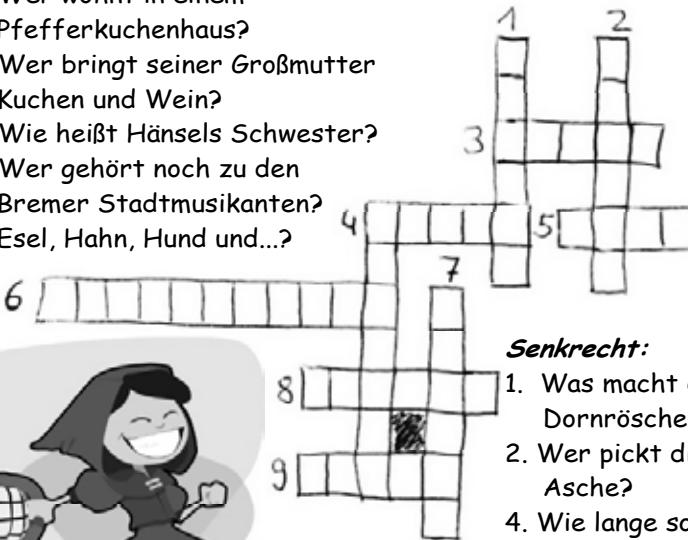 Pfefferkuchenhaus?
Wer bringt seiner Großmutter
Kuchen und Wein?
Wie heißt Hänsels Schwester?
Wer gehört noch zu den
Bremer Stadtmusikanten?
Esel, Hahn, Hund und...?
1
2
3
4
5
6
7
8
9
Senkrecht:
1. Was macht
Dornrösche
2. Wer pickt
Asche?
4. Wie lange